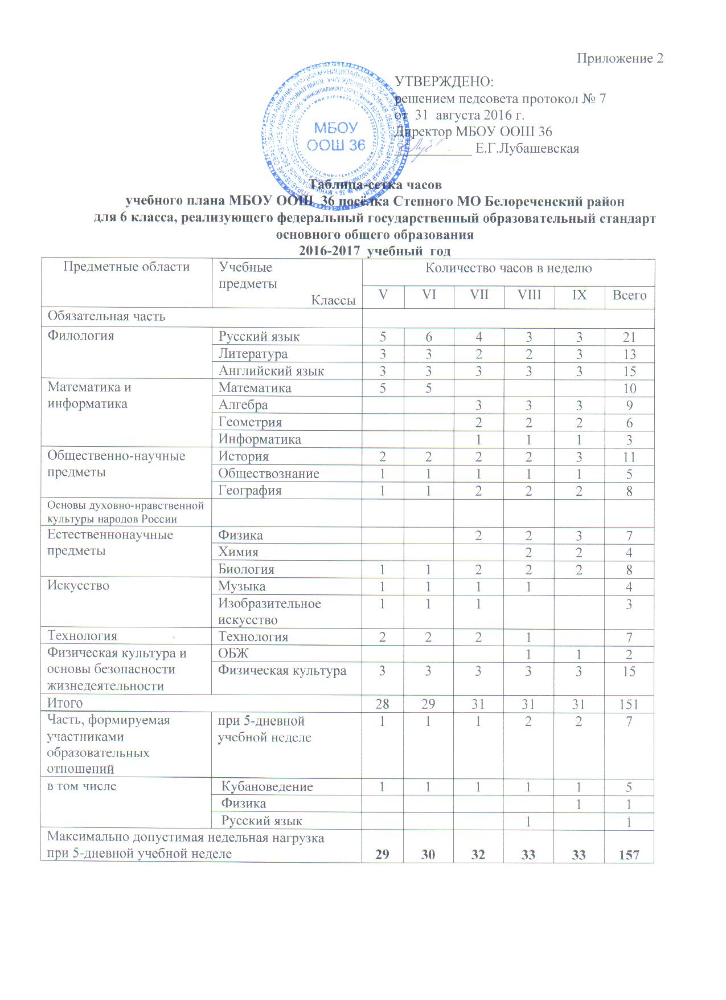 Приложение 2
УТВЕРЖДЕНО:
решением педсовета протокол № 7
от 31 августа 2016 г.
Директор МБОУ ООШ 36
____________ Е.Г.Лубашевская
МБОУ
ООШ 36
Таблица-сетка часов
учебного плана МБОУ ООШ 36 посёлка Степного МО Белореченский район
для 6 класса, реализующего федеральный государственный образовательный стандарт
основного общего образования
2016-2017 учебный год
Предметные области Учебные предметы Классы Количество часов в неделю
V VI VII VIII IX Всего
Обязательная часть
Филология Русский язык 5 6 4 3 3 21
Литература 3 3 2 2 3 13
Английский язык 3 3 3 3 3 15
Математика и Математика 5 5 10
информатика Алгебра 3 3 3 9
Геометрия 2 2 2 6
Информатика 1 1 1 3
Общественно-научные История 2 2 2 2 3 11
предметы Обществознание 1 1 1 1 1 5
География 1 1 2 2 2 8
Основы духовно-нравственной
культуры народов России
Естественнонаучные Физика 2 2 3 7
предметы Химия 2 2 4
Биология 1 1 2 2 2 8
Искусство Музыка 1 1 1 1 4
Изобразительное 1 1 1 3
искусство
Технология Технология 2 2 2 1 7
Физическая культура и ОБЖ 1 1 2
основы безопасности Физическая культура 3 3 3 3 3 15
жизнедеятельности
Итого 28 29 31 31 31 151
Часть, формируемая при 5-дневной 1 1 1 2 2 7
участниками учебной неделе
образовательных
отношений
в том числе Кубановедение 1 1 1 1 1 5
Физика 1 1
Русский язык 1 1
Максимально допустимая недельная нагрузка
при 5-дневной учебной неделе 29 30 32 33 33 157